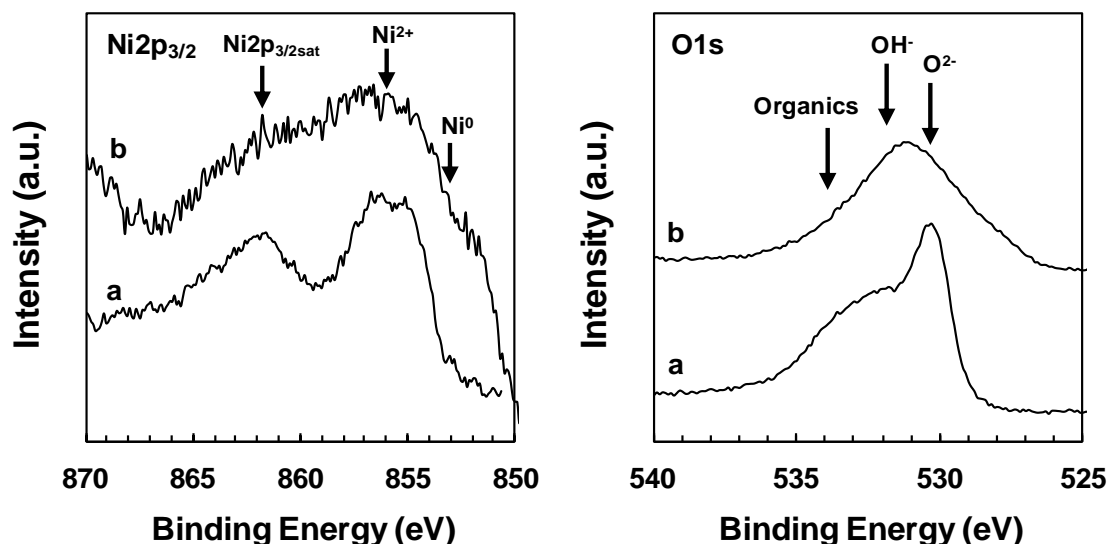 Ni2p3/2
Ni2p3/2sat
Ni2+
Ni0
b
a
Intensity (a.u.)
870 865 860 855 850
Binding Energy (eV)
O1s
OH-
O2-
Organics
b
a
Intensity (a.u.)
540 535 530 525
Binding Energy (eV)